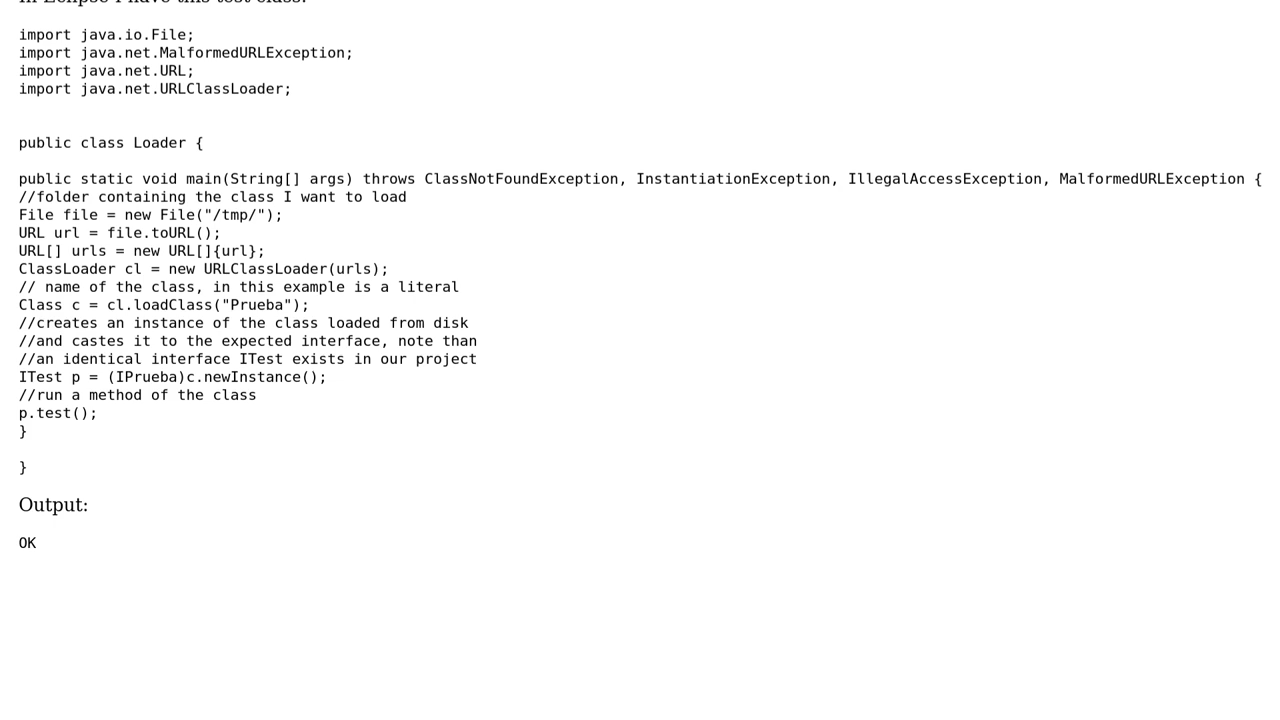 import java.io.File;
import java.net.MalformedURLException;
import java.net.URL;
import java.net.URLClassLoader;
public class Loader {
public static void main(String[] args) throws ClassNotFoundException, InstantiationException, IllegalAccessException, MalformedURLException {
//folder containing the class I want to load
File file = new File("/tmp/");
URL url = file.toURL();
URL[] urls = new URL[]{url};
ClassLoader cl = new URLClassLoader(urls);
// name of the class, in this example is a literal
Class c = cl.loadClass("Prueba");
//creates an instance of the class loaded from disk
//and castes it to the expected interface, note than
//an identical interface ITest exists in our project
ITest p = (IPrueba)c.newInstance();
//run a method of the class
p.test();
}
}
Output:
OK